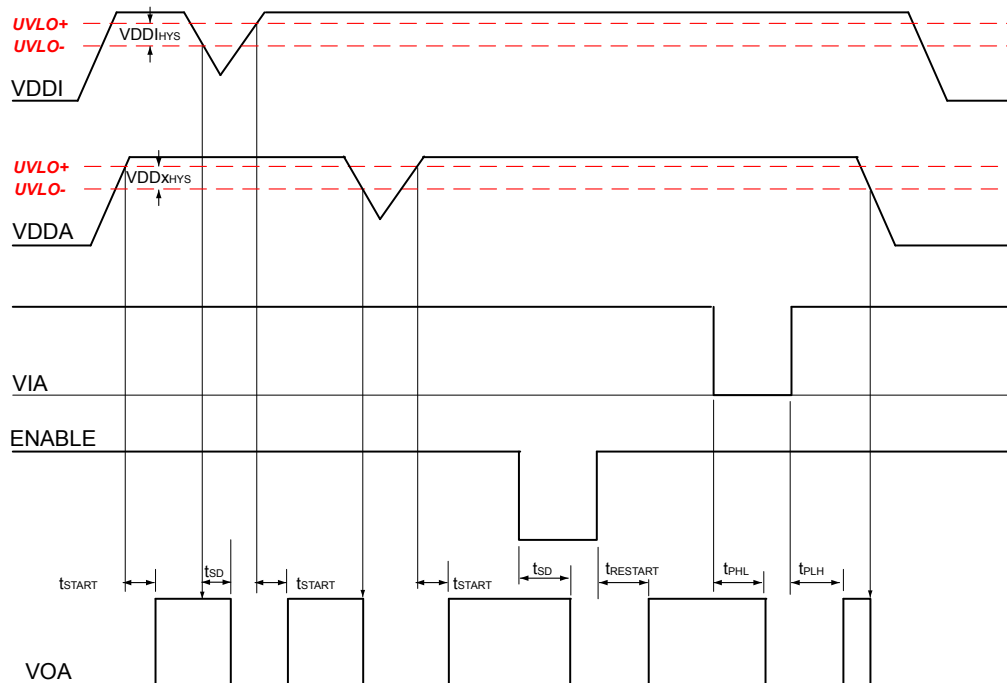 UVLO+
VDDIHYS
UVLO-
VDDI
UVLO+
VDDxHYS
UVLO-
VDDA
VIA
ENABLE
tSTART
tSD
tSTART
tSTART
tSD
tRESTART
tPHL
tPLH
VOA